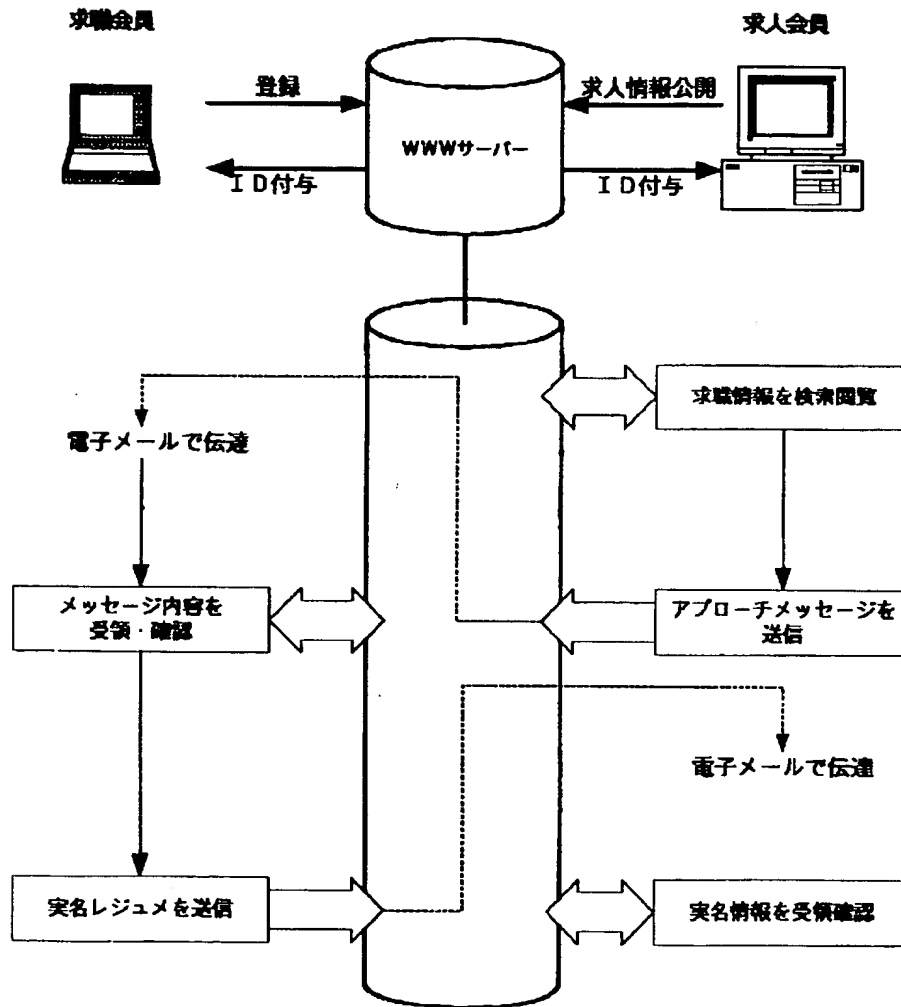 求職会員
求人会員
登録
求人情報公開
WWWサーバー
ＩＤ付与
ＩＤ付与
求職情報を検索閲覧
電子メールで伝達
メッセージ内容を
受領・確認
アプローチメッセージを
送信
電子メールで伝達
実名レジュメを送信
実名情報を受領確認